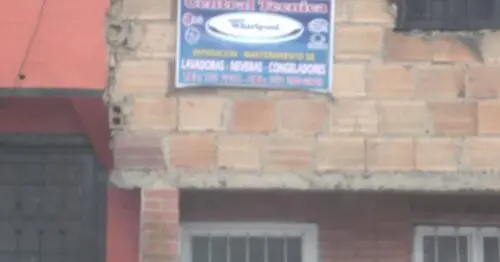 Central Tecnica
Whirlpool
REPARACION - MANTENIMIENTO DE
LAVADORAS - NEVERAS - CONGELADORES